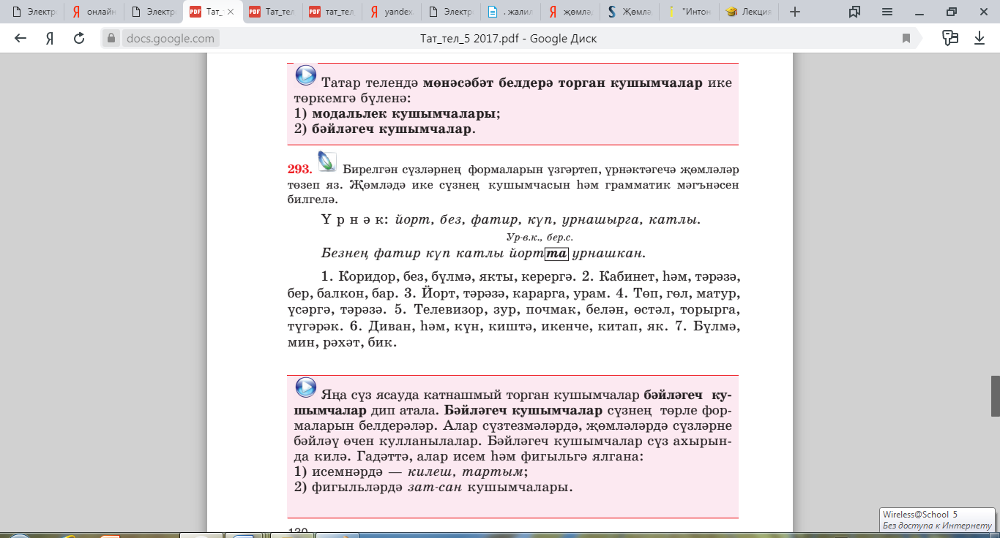 Электр
онлайн
Электр
Тат_
Тат_тел
тат_тел
yandex
Электр
. жалил
җөмлә
Җөмлә
"Интон
Лекция
docs.google.com
Тат_тел_5 2017.pdf - Google Диск
Татар телендә мөнәсәбәт белдерә торган кушымчалар ике
төркемгә бүленә:
1) модальлек кушымчалары;
2) бәйләгеч кушымчалар.
293. Бирелгән сүзләрнең формаларын үзгәртеп, үрнәктәгечә җөмләләр
төзеп яз. Җөмләдә ике сүзнең кушымчасын һәм грамматик мәгънәсен
билгелә.
Ү р н ә к: йорт, без, фатир, күп, урнашырга, катлы.
Ур-в.к., бер.с.
Безнең фатир күп катлы йортта урнашкан.
1. Коридор, без, бүлмә, якты, керергә. 2. Кабинет, һәм, тәрәзә,
бер, балкон, бар. 3. Йорт, тәрәзә, карарга, урам. 4. Төп, гөл, матур,
үсәргә, тәрәзә. 5. Телевизор, зур, почмак, белән, өстәл, торырга,
түгәрәк. 6. Диван, һәм, күн, киштә, икенче, китап, як. 7. Бүлмә,
мин, рәхәт, бик.
Яңа сүз ясауда катнашмый торган кушымчалар бәйләгеч ку-
шымчалар дип атала. Бәйләгеч кушымчалар сүзнең төрле фор-
маларын белдерәләр. Алар сүзтезмәләрдә, җөмләләрдә сүзләрне
бәйләү өчен кулланылалар. Бәйләгеч кушымчалар сүз ахырын-
да килә. Гадәттә, алар исем һәм фигыльгә ялгана:
1) исемнәрдә — килеш, тартым;
2) фигыльләрдә зат-сан кушымчалары.
130
Wireless@School 5
Без доступа к Интернету